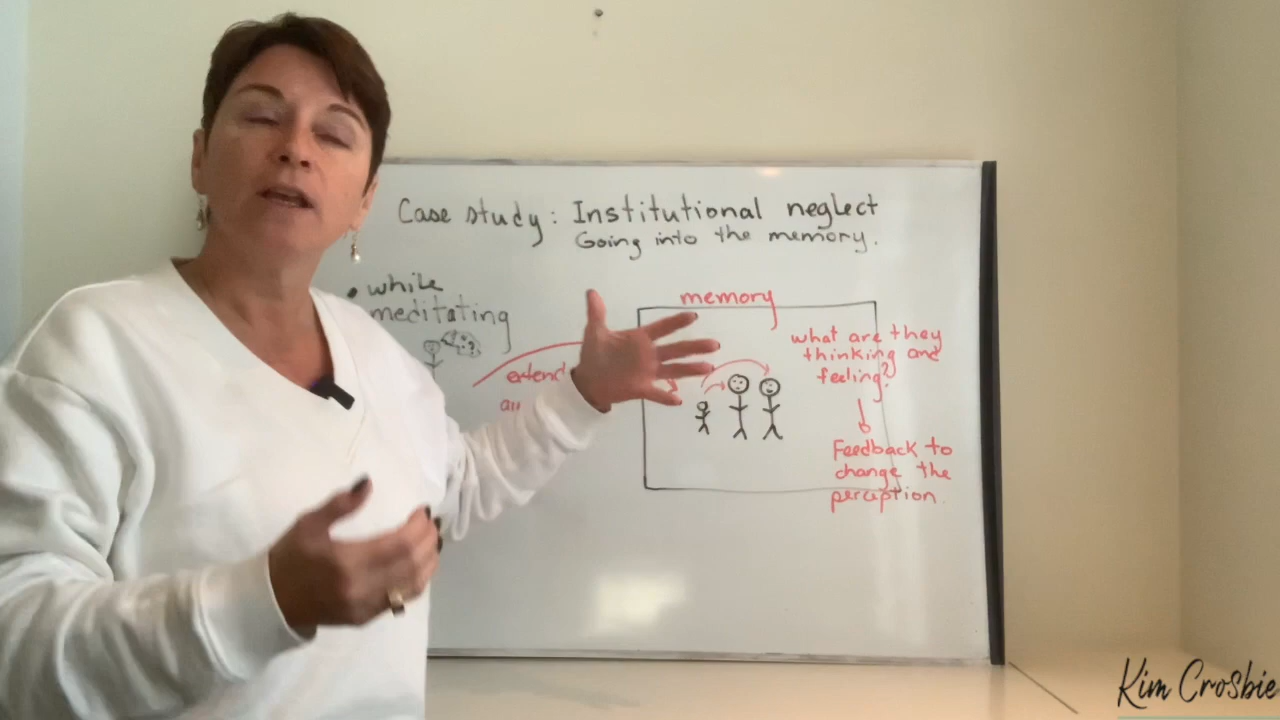 Case study: Institutional neglect
Going into the memory.
• while
meditating
memory
extend
what are they
thinking and
feeling?
Feedback to
change the
perception.
Kim Crosbie